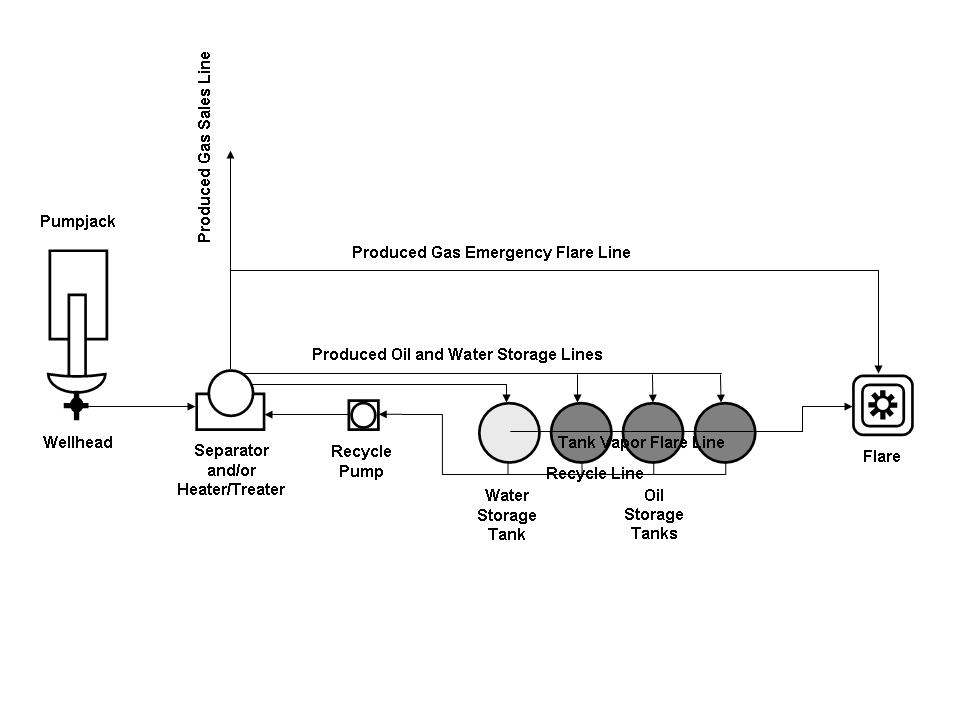 Produced Gas Sales Line
Pumpjack
Produced Gas Emergency Flare Line
Produced Oil and Water Storage Lines
Wellhead
Separator
and/or
Heater/Treater
Recycle
Pump
Tank Vapor Flare Line
Recycle Line
Water
Storage
Tank
Oil
Storage
Tanks
Flare